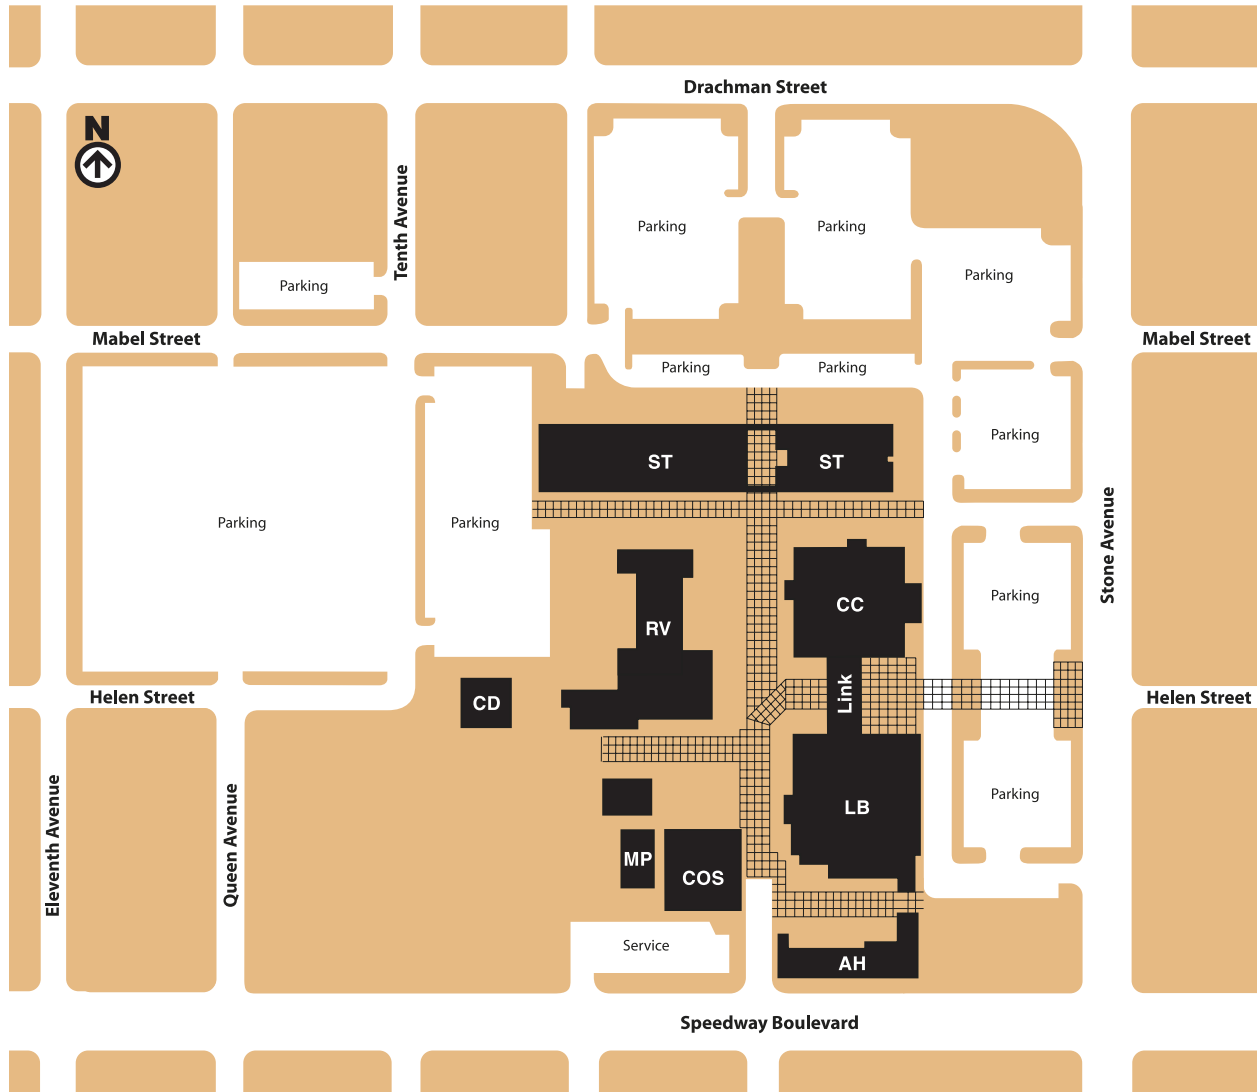 Drachman Street
N
Tenth Avenue
Parking
Parking
Parking
Parking
Mabel Street
Mabel Street
Parking
Parking
Parking
ST
ST
Parking
Parking
Stone Avenue
Parking
CC
RV
Helen Street
Link
Helen Street
CD
Eleventh Avenue
Queen Avenue
Parking
LB
MP
COS
Service
AH
Speedway Boulevard